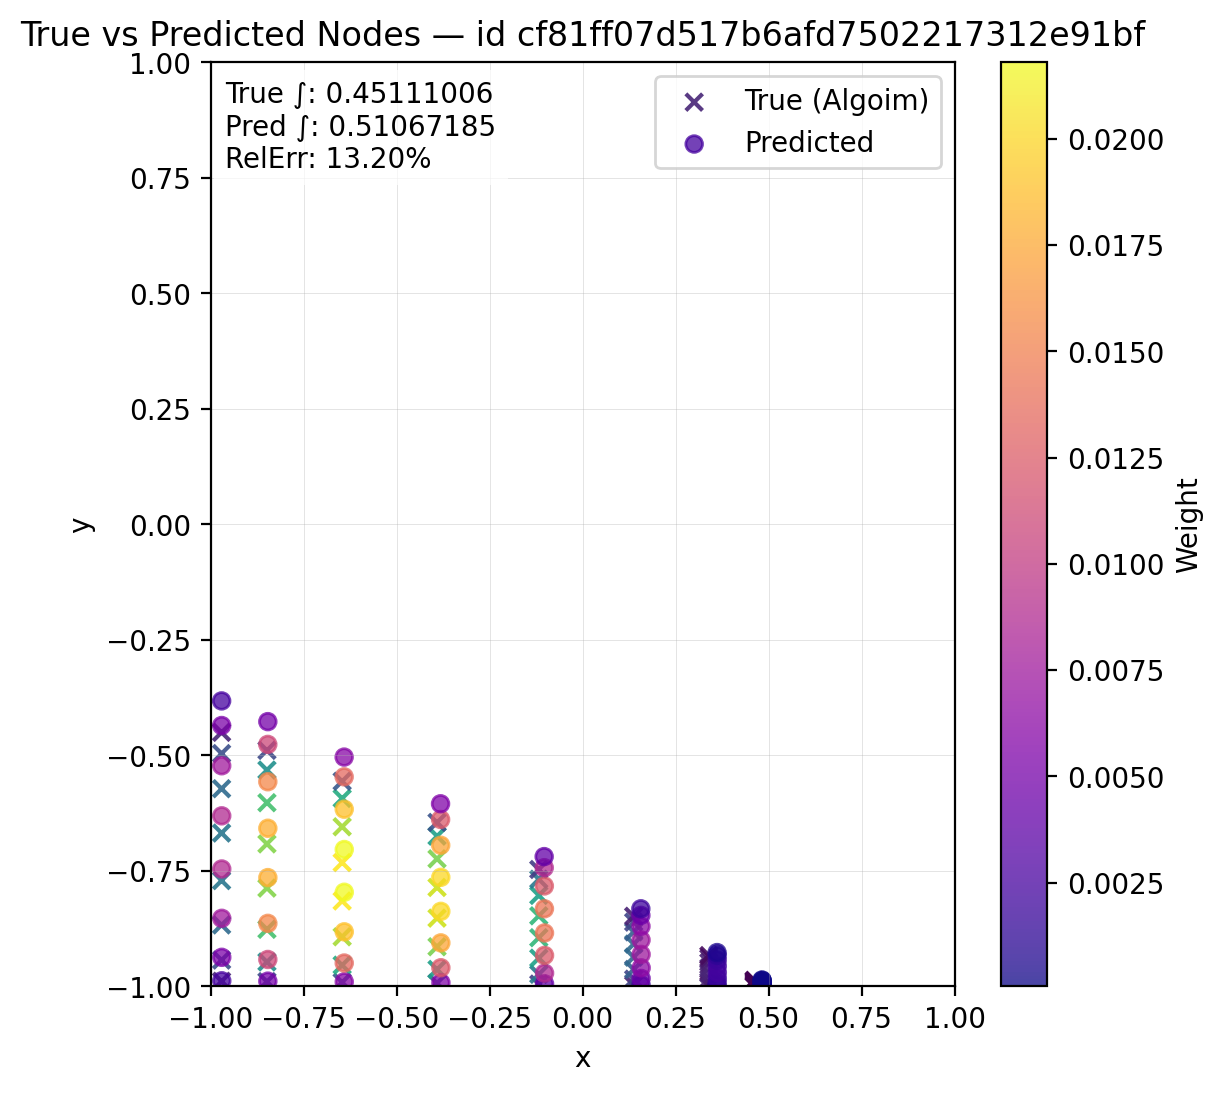 True vs Predicted Nodes — id cf81ff07d517b6afd7502217312e91bf
True ∫: 0.45111006
Pred ∫: 0.51067185
RelErr: 13.20%
True (Algoim)
Predicted
1.00
0.75
0.50
0.25
0.00
−0.25
−0.50
−0.75
−1.00
y
−1.00 −0.75 −0.50 −0.25 0.00 0.25 0.50 0.75 1.00
x
0.0200
0.0175
0.0150
0.0125
0.0100
0.0075
0.0050
0.0025
Weight